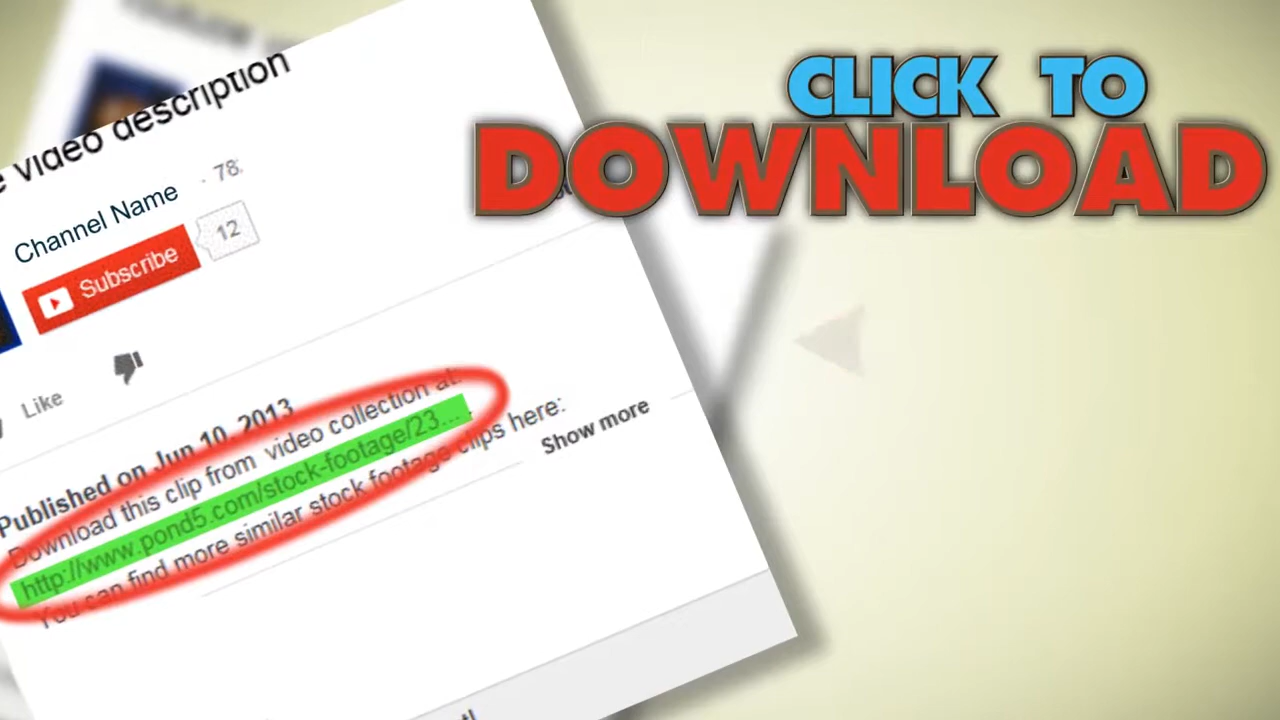 CLICK TO
DOWNLOAD
video description
Channel Name
Subscribe
12
Like
Published on Jun 10, 2013
Download this clip from video collection at:
http://www.pond5.com/stock-footage/23...
You can find more similar stock footage clips here:
Show more